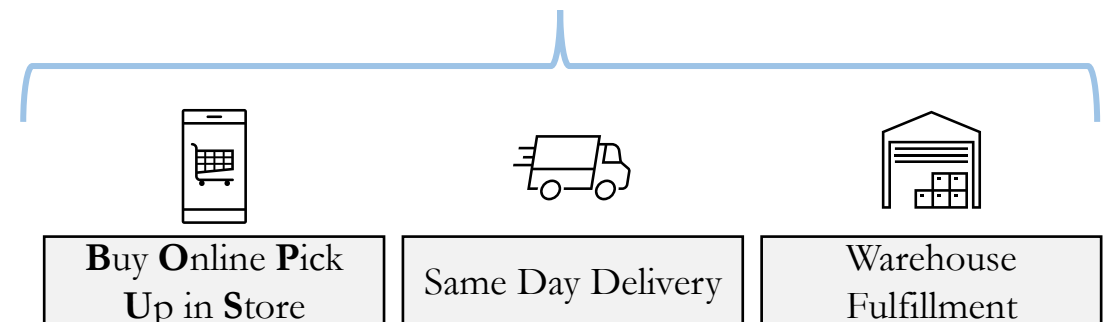 Buy Online Pick
Up in Store
Same Day Delivery
Warehouse
Fulfillment